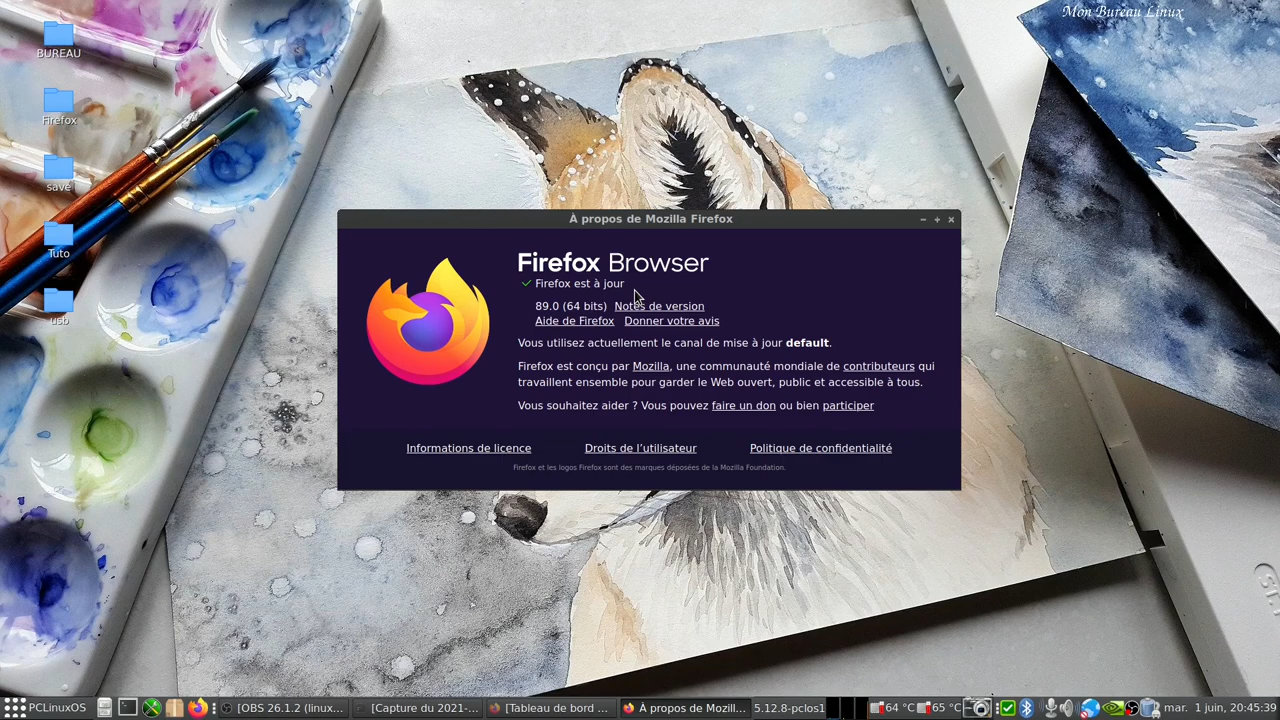 Mon Bureau Linux
BUREAU
Firefox
save
Tuto
usb
À propos de Mozilla Firefox
Firefox Browser
Firefox est à jour
89.0 (64 bits) Notes de version
Aide de Firefox Donner votre avis
Vous utilisez actuellement le canal de mise à jour default.
Firefox est conçu par Mozilla, une communauté mondiale de contributeurs qui
travaillent ensemble pour garder le Web ouvert, public et accessible à tous.
Vous souhaitez aider ? Vous pouvez faire un don ou bien participer
Informations de licence Droits de l’utilisateur Politique de confidentialité
Firefox et les logos Firefox sont des marques déposées de la Mozilla Foundation.
PCLinuxOS [OBS 26.1.2 (linux... [Capture du 2021-... [Tableau de bord ... À propos de Mozill... 5.12.8-pclos1 64 °C 65 °C mar. 1 juin, 20:45:39